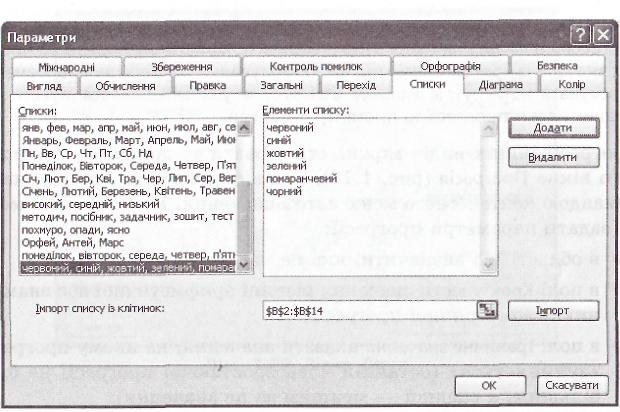 Параметри
Міжнародні Збереження Контроль помилок Орфографія Безпека
Вигляд Обчислення Правка Загальні Перехід Списки Діаграма Колір
Списки:
янв, фев, мар, апр, май, июн, июл, авг, се
Январь, Февраль, Март, Апрель, Май, Июн
Пн, Вв, Ср, Чт, Пт, Сб, Нд
Понеділок, Вівторок, Середа, Четвер, П'ят
Січ, Лют, Бер, Кві, Тра, Чер, Лип, Сер, Вер
Січень, Лютий, Березень, Квітень, Травен
високий, середній, низький
методич, посібник, задачник, зошит, тест
похмуро, опади, ясно
Орфей, Антей, Марс
понеділок, вівторок, середа, четвер, п'ятн
червоний, синій, жовтий, зелений, помаран
Елементи списку:
червоний
синій
жовтий
зелений
помаранчевий
чорний
Додати
Видалити
Імпорт списку із клітинок:
$B$2:$B$14
Імпорт
ОК
Скасувати